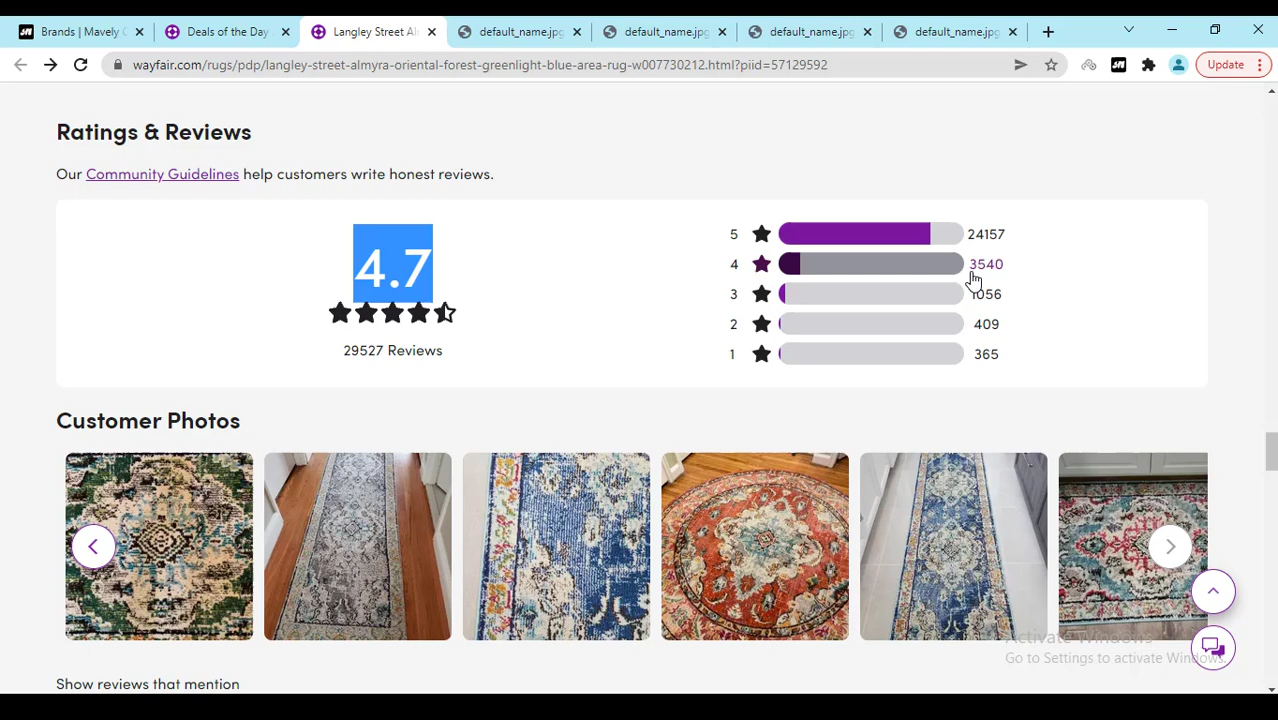 Brands | Mavely C
Deals of the Day
Langley Street Al
default_name.jpg
default_name.jpg
default_name.jpg
default_name.jpg
wayfair.com/rugs/pdp/langley-street-almyra-oriental-forest-greenlight-blue-area-rug-w007730212.html?piid=57129592
Update
Ratings & Reviews
Our Community Guidelines help customers write honest reviews.
4.7
29527 Reviews
5 24157
4 3540
3 1056
2 409
1 365
Customer Photos
Activate Windows
Go to Settings to activate Windows.
Show reviews that mention